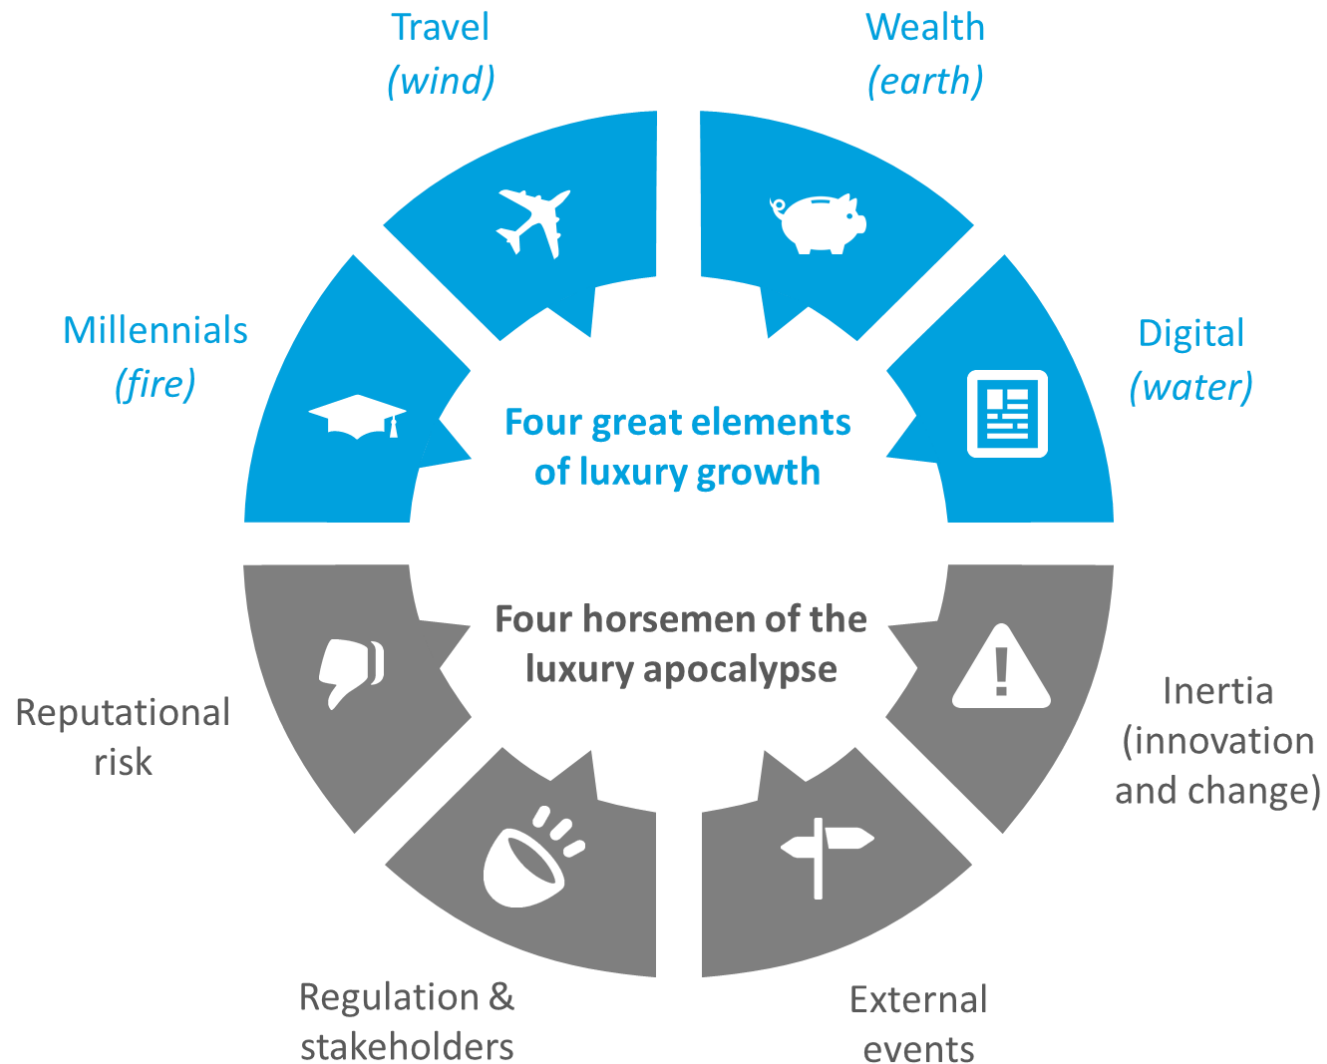 Travel
(wind)
Wealth
(earth)
Millennials
(fire)
Digital
(water)
Four great elements
of luxury growth
Four horsemen of the
luxury apocalypse
Reputational
risk
Inertia
(innovation
and change)
Regulation &
stakeholders
External
events